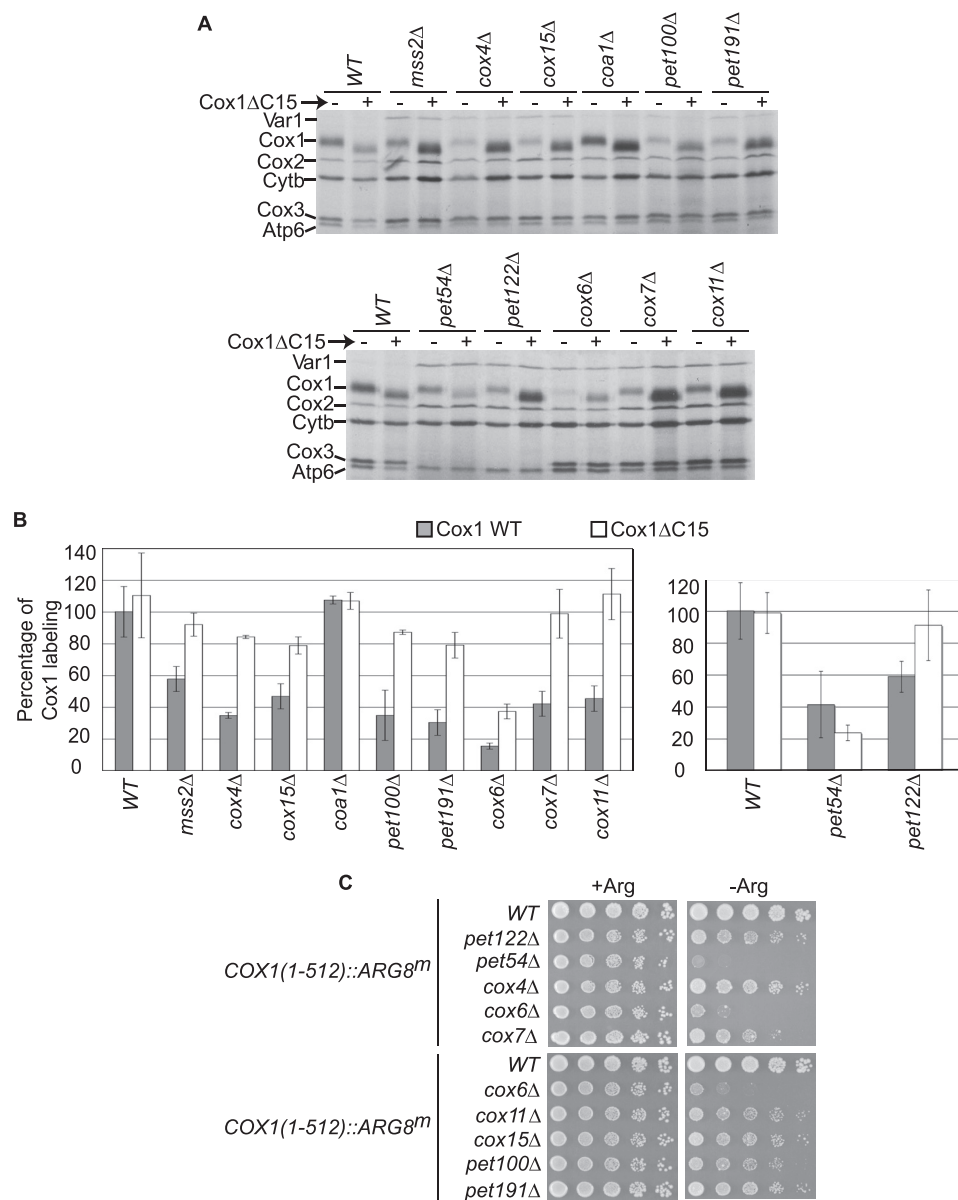 A
WT mss2Δ cox4Δ cox15Δ coa1Δ pet100Δ pet191Δ
Cox1ΔC15 - + - + - + - + - + - + - +
Var1
Cox1
Cox2
Cytb
Cox3
Atp6
WT pet54Δ pet122Δ cox6Δ cox7Δ cox11Δ
Cox1ΔC15 - + - + - + - + - + - +
Var1
Cox1
Cox2
Cytb
Cox3
Atp6
B
Cox1 WT Cox1ΔC15
Percentage of
Cox1 labeling
140
120
100
80
60
40
20
0
WT mss2Δ cox4Δ cox15Δ coa1Δ pet100Δ pet191Δ cox6Δ cox7Δ cox11Δ
120
100
80
60
40
20
0
WT pet54Δ pet122Δ
C
+Arg -Arg
COX1(1-512)::ARG8m
WT
pet122Δ
pet54Δ
cox4Δ
cox6Δ
cox7Δ
COX1(1-512)::ARG8m
WT
cox6Δ
cox11Δ
cox15Δ
pet100Δ
pet191Δ